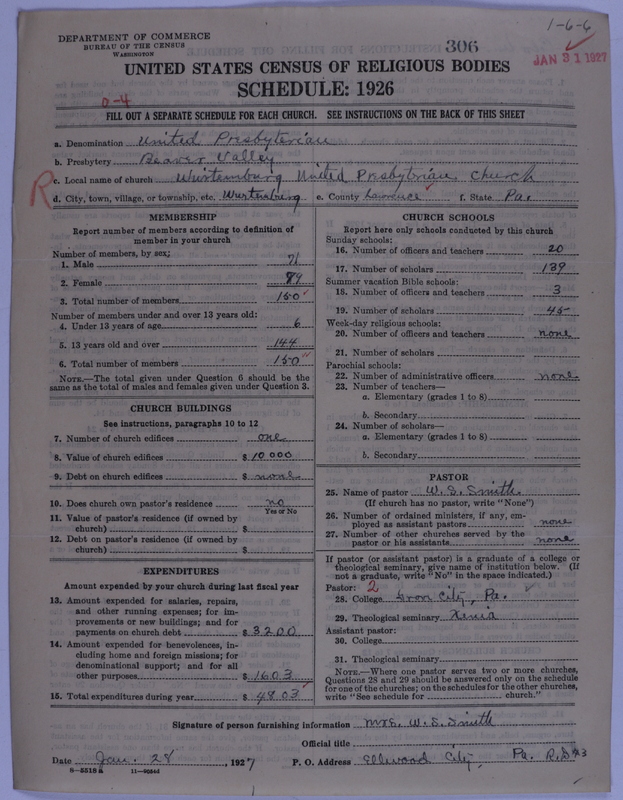 1-6-6
DEPARTMENT OF COMMERCE
BUREAU OF THE CENSUS
WASHINGTON
306
JAN 31 1927
UNITED STATES CENSUS OF RELIGIOUS BODIES
SCHEDULE: 1926
0-4
FILL OUT A SEPARATE SCHEDULE FOR EACH CHURCH. SEE INSTRUCTIONS ON THE BACK OF THIS SHEET
a. Denomination United Presbyterian
b. Presbytery Beaver Valley
R c. Local name of church Wurtemburg United Presbytrian Church
d. City, town, village, or township, etc. Wurtemburg e. County Lawrence f. State Pa.
MEMBERSHIP
Report number of members according to definition of
member in your church
Number of members, by sex;
1. Male 71
2. Female 79
3. Total number of members 150
Number of members under and over 13 years old:
4. Under 13 years of age 6
5. 13 years old and over 144
6. Total number of members 150
NOTE.—The total given under Question 6 should be the
same as the total of males and females given under Question 3.
CHURCH BUILDINGS
See instructions, paragraphs 10 to 12
7. Number of church edifices one
8. Value of church edifices $ 10000
9. Debt on church edifices $ none
10. Does church own pastor's residence no
Yes or No
11. Value of pastor's residence (if owned by
church) $
12. Debt on pastor's residence (if owned by
church) $
EXPENDITURES
Amount expended by your church during last fiscal year
13. Amount expended for salaries, repairs,
and other running expenses; for im-
provements or new buildings; and for
payments on church debt $ 3200
14. Amount expended for benevolences, in-
cluding home and foreign missions; for
denominational support; and for all
other purposes $ 1603
15. Total expenditures during year $ 4803
CHURCH SCHOOLS
Report here only schools conducted by this church
Sunday schools:
16. Number of officers and teachers 20
17. Number of scholars 139
Summer vacation Bible schools:
18. Number of officers and teachers 3
19. Number of scholars 45
Week-day religious schools:
20. Number of officers and teachers none
21. Number of scholars
Parochial schools:
22. Number of administrative officers none
23. Number of teachers—
a. Elementary (grades 1 to 8)
b. Secondary
24. Number of scholars—
a. Elementary (grades 1 to 8)
b. Secondary
PASTOR
25. Name of pastor W. S. Smith
(If church has no pastor, write "None")
26. Number of ordained ministers, if any, em-
ployed as assistant pastors none
27. Number of other churches served by the
pastor or his assistants none
If pastor (or assistant pastor) is a graduate of a college or
theological seminary, give name of institution below. (If
not a graduate, write "No" in the space indicated.)
Pastor: 2
28. College Iron City, Pa.
29. Theological seminary Xenia
Assistant pastor:
30. College
31. Theological seminary
NOTE.—Where one pastor serves two or more churches,
Questions 28 and 29 should be answered only on the schedule
for one of the churches; on the schedules for the other churches,
write "See schedule for church."
Signature of person furnishing information Mrs. W. S. Smith
Official title
Date Jan. 28, 1927 P. O. Address Ellwood City, Pa. R.D #3
8-5518 A 11-9054